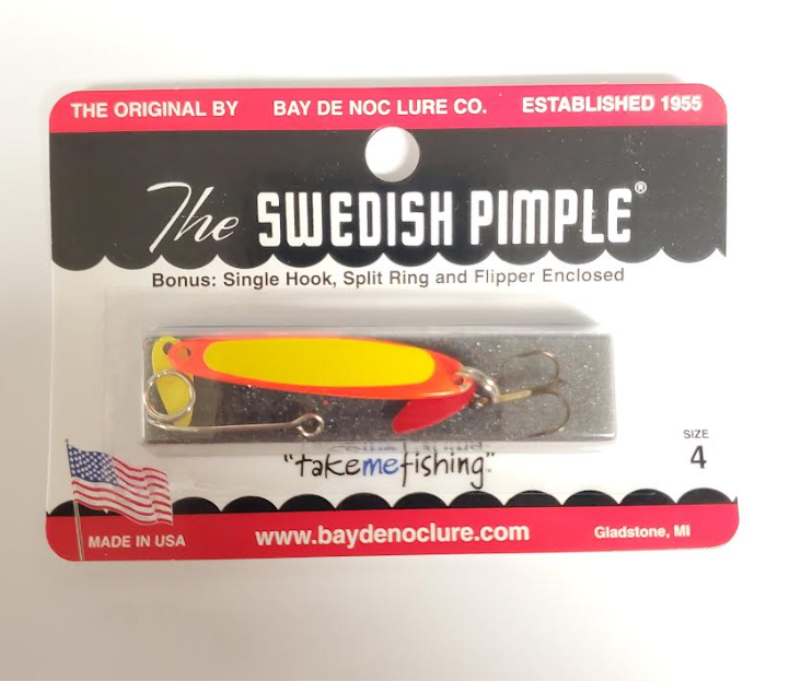 THE ORIGINAL BY BAY DE NOC LURE CO. ESTABLISHED 1955
The SWEDISH PIMPLE®
Bonus: Single Hook, Split Ring and Flipper Enclosed
"takemefishing"
SIZE
4
MADE IN USA www.baydenoclure.com Gladstone, MI